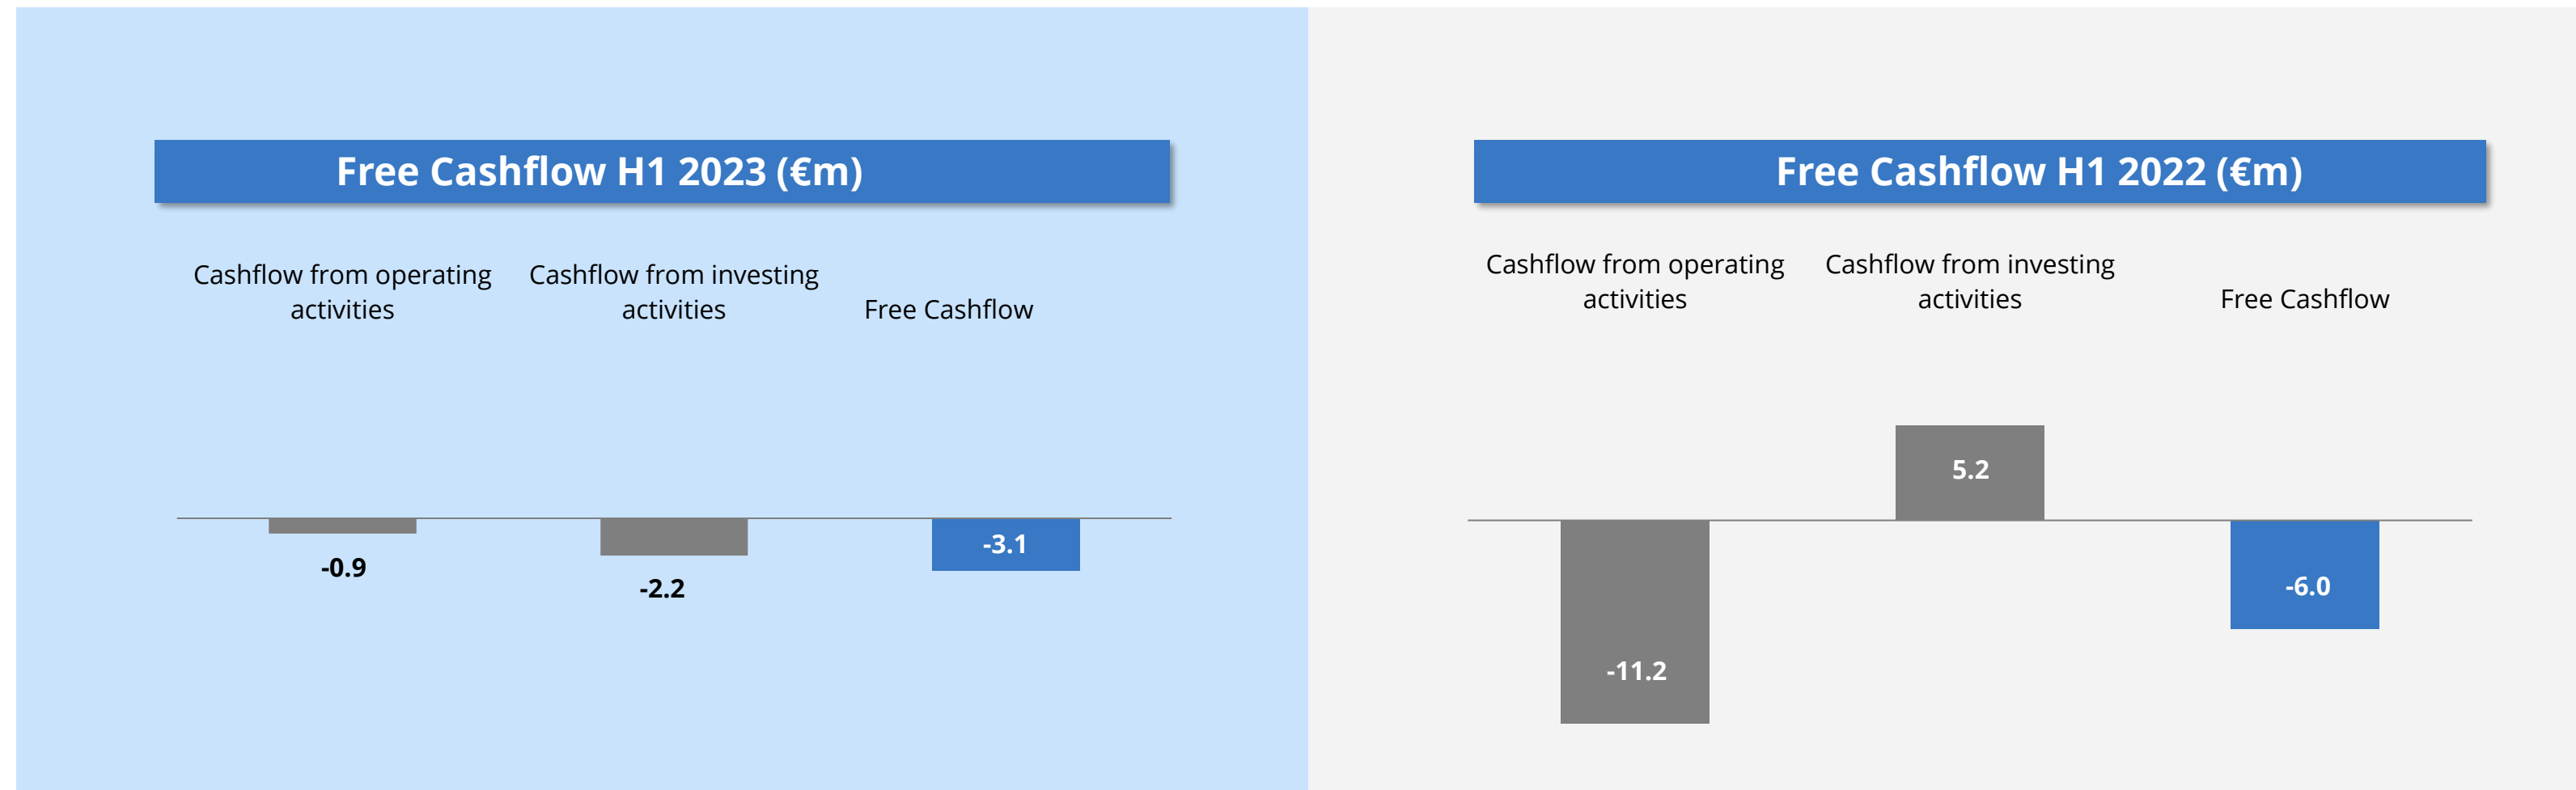 Free Cashflow H1 2023 (€m)
Cashflow from operating
activities
Cashflow from investing
activities
Free Cashflow
-0.9
-2.2
-3.1
Free Cashflow H1 2022 (€m)
Cashflow from operating
activities
Cashflow from investing
activities
Free Cashflow
-11.2
5.2
-6.0